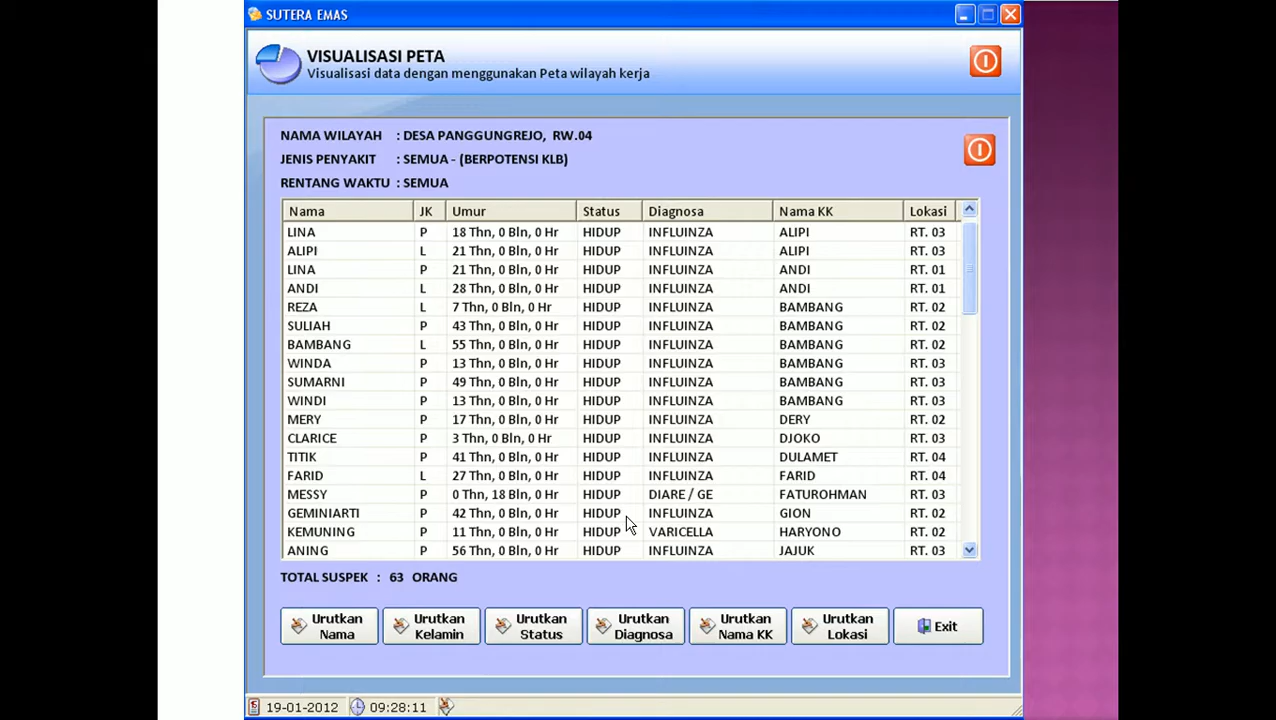 SUTERA EMAS
VISUALISASI PETA
Visualisasi data dengan menggunakan Peta wilayah kerja
NAMA WILAYAH : DESA PANGGUNGREJO, RW.04
JENIS PENYAKIT : SEMUA - (BERPOTENSI KLB)
RENTANG WAKTU : SEMUA
Nama JK Umur Status Diagnosa Nama KK Lokasi
LINA P 18 Thn, 0 Bln, 0 Hr HIDUP INFLUINZA ALIPI RT. 03
ALIPI L 21 Thn, 0 Bln, 0 Hr HIDUP INFLUINZA ALIPI RT. 03
LINA P 21 Thn, 0 Bln, 0 Hr HIDUP INFLUINZA ANDI RT. 01
ANDI L 28 Thn, 0 Bln, 0 Hr HIDUP INFLUINZA ANDI RT. 01
REZA L 7 Thn, 0 Bln, 0 Hr HIDUP INFLUINZA BAMBANG RT. 02
SULIAH P 43 Thn, 0 Bln, 0 Hr HIDUP INFLUINZA BAMBANG RT. 02
BAMBANG L 55 Thn, 0 Bln, 0 Hr HIDUP INFLUINZA BAMBANG RT. 02
WINDA P 13 Thn, 0 Bln, 0 Hr HIDUP INFLUINZA BAMBANG RT. 03
SUMARNI P 49 Thn, 0 Bln, 0 Hr HIDUP INFLUINZA BAMBANG RT. 03
WINDI P 13 Thn, 0 Bln, 0 Hr HIDUP INFLUINZA BAMBANG RT. 03
MERY P 17 Thn, 0 Bln, 0 Hr HIDUP INFLUINZA DERY RT. 02
CLARICE P 3 Thn, 0 Bln, 0 Hr HIDUP INFLUINZA DJOKO RT. 03
TITIK P 41 Thn, 0 Bln, 0 Hr HIDUP INFLUINZA DULAMET RT. 04
FARID L 27 Thn, 0 Bln, 0 Hr HIDUP INFLUINZA FARID RT. 04
MESSY P 0 Thn, 18 Bln, 0 Hr HIDUP DIARE / GE FATUROHMAN RT. 03
GEMINIARTI P 42 Thn, 0 Bln, 0 Hr HIDUP INFLUINZA GION RT. 02
KEMUNING P 11 Thn, 0 Bln, 0 Hr HIDUP VARICELLA HARYONO RT. 02
ANING P 56 Thn, 0 Bln, 0 Hr HIDUP INFLUINZA JAJUK RT. 03
TOTAL SUSPEK : 63 ORANG
Urutkan Nama
Urutkan Kelamin
Urutkan Status
Urutkan Diagnosa
Urutkan Nama KK
Urutkan Lokasi
Exit
19-01-2012 09:28:11